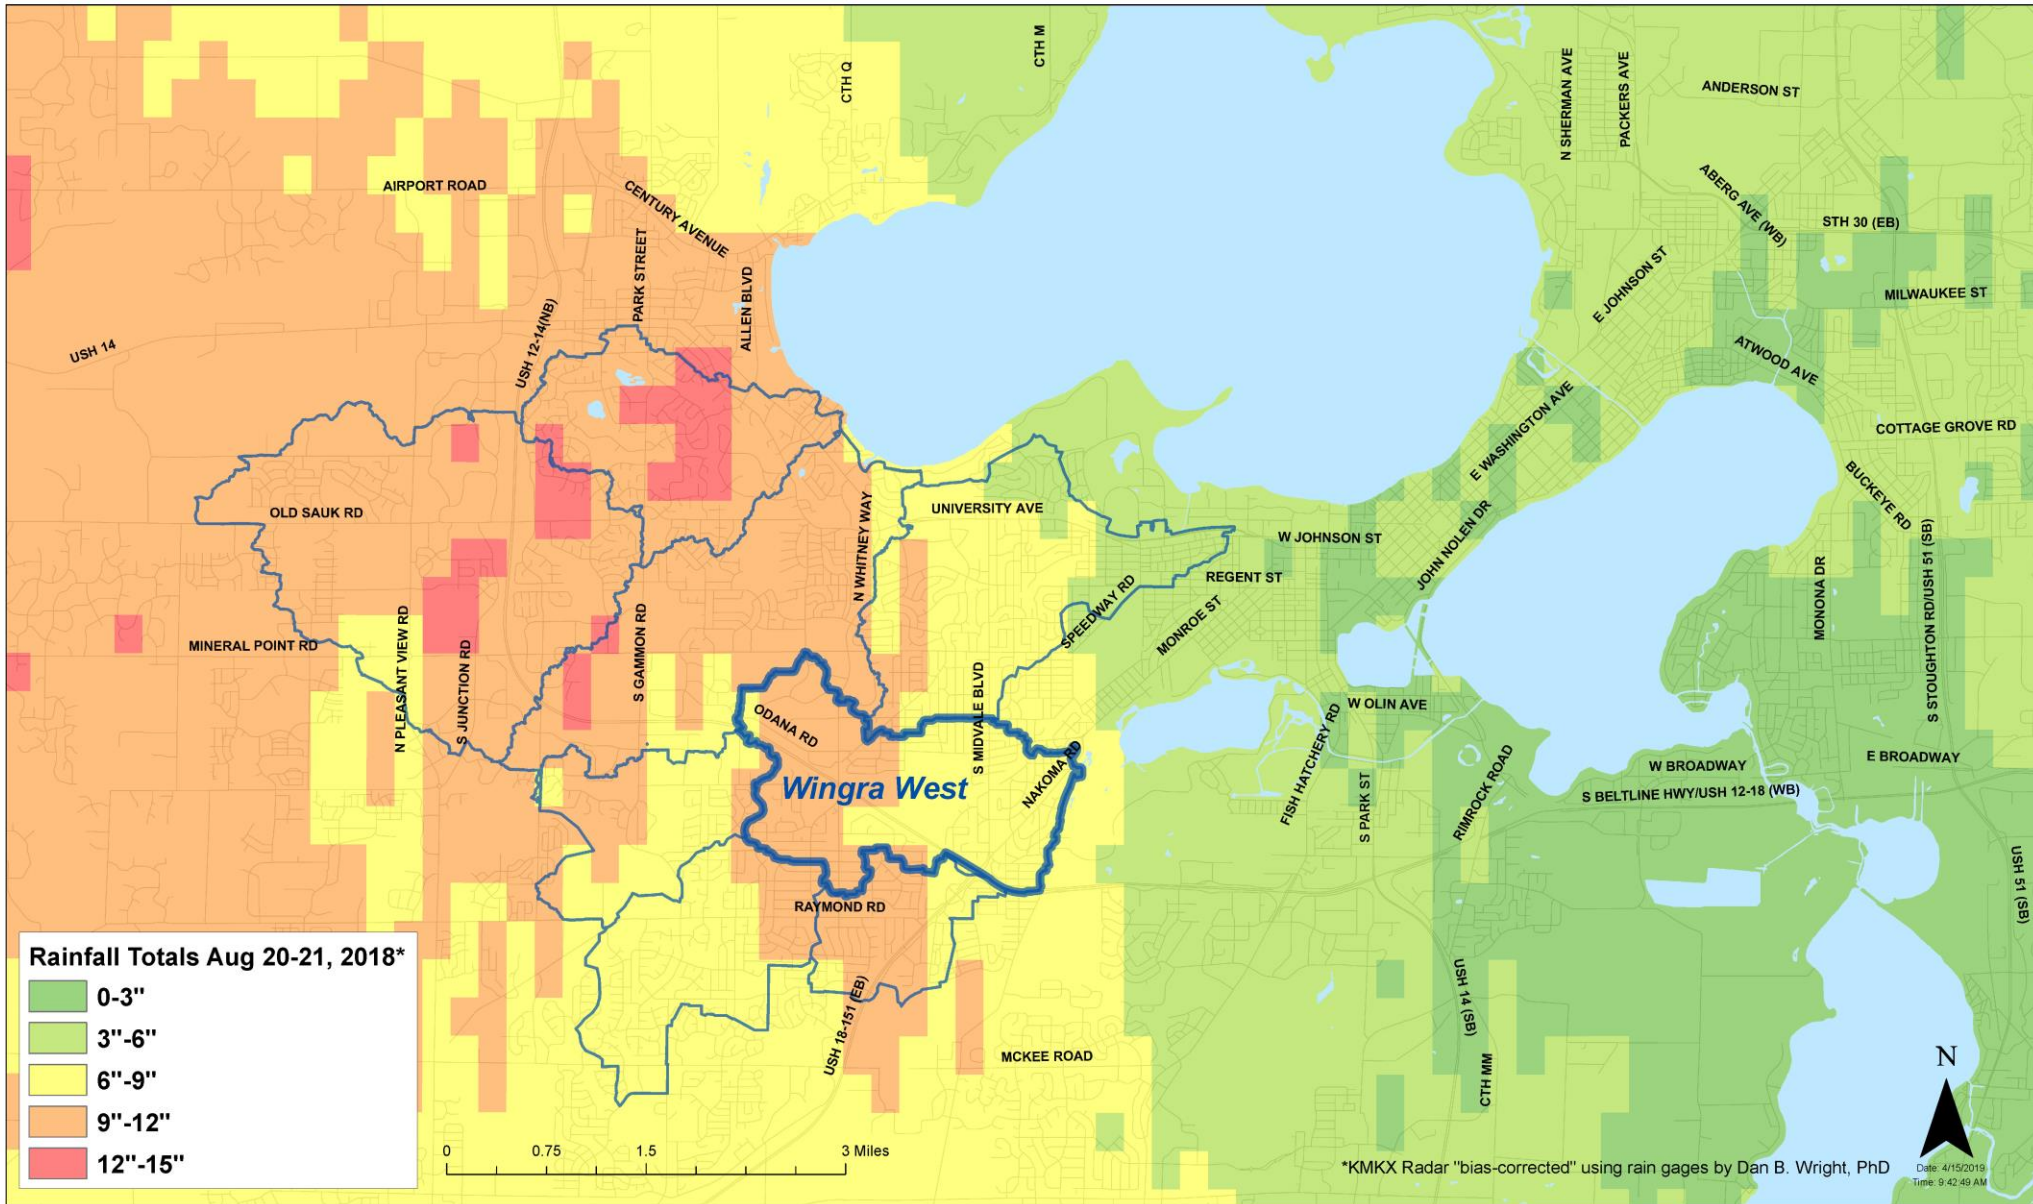 CTH M
CTH Q
N SHERMAN AVE
PACKERS AVE
ANDERSON ST
AIRPORT ROAD
CENTURY AVENUE
ABERG AVE (WB)
STH 30 (EB)
PARK STREET
ALLEN BLVD
E JOHNSON ST
MILWAUKEE ST
USH 14
USH 12-14(NB)
ATWOOD AVE
E WASHINGTON AVE
COTTAGE GROVE RD
BUCKEYE RD
OLD SAUK RD
N WHITNEY WAY
UNIVERSITY AVE
W JOHNSON ST
JOHN NOLEN DR
REGENT ST
SPEEDWAY RD
MONROE ST
MONONA DR
S STOUGHTON RD/USH 51 (SB)
MINERAL POINT RD
N PLEASANT VIEW RD
S JUNCTION RD
S GAMMON RD
ODANA RD
S MIDVALE BLVD
NAKOMA RD
W OLIN AVE
FISH HATCHERY RD
S PARK ST
RIMROCK ROAD
W BROADWAY
E BROADWAY
S BELTLINE HWY/USH 12-18 (WB)
Wingra West
USH 51 (SB)
RAYMOND RD
USH 18-151 (EB)
USH 14 (SB)
MCKEE ROAD
CTH MM
Rainfall Totals Aug 20-21, 2018*
0-3"
3"-6"
6"-9"
9"-12"
12"-15"
0 0.75 1.5 3 Miles
N
*KMKX Radar "bias-corrected" using rain gages by Dan B. Wright, PhD
Date: 4/15/2019
Time: 9:42:49 AM